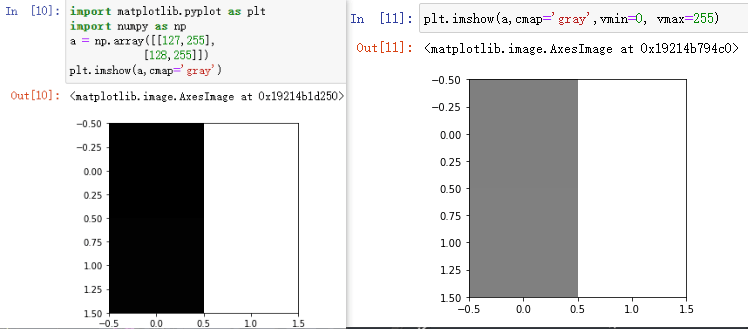 In [10]: import matplotlib.pyplot as plt
import numpy as np
a = np.array([[127,255],
[128,255]])
plt.imshow(a,cmap='gray')
Out[10]: <matplotlib.image.AxesImage at 0x19214b1d250>
−0.50
−0.25
0.00
0.25
0.50
0.75
1.00
1.25
1.50
−0.5 0.0 0.5 1.0 1.5
In [11]: plt.imshow(a,cmap='gray',vmin=0, vmax=255)
Out[11]: <matplotlib.image.AxesImage at 0x19214b794c0>
−0.50
−0.25
0.00
0.25
0.50
0.75
1.00
1.25
1.50
−0.5 0.0 0.5 1.0 1.5